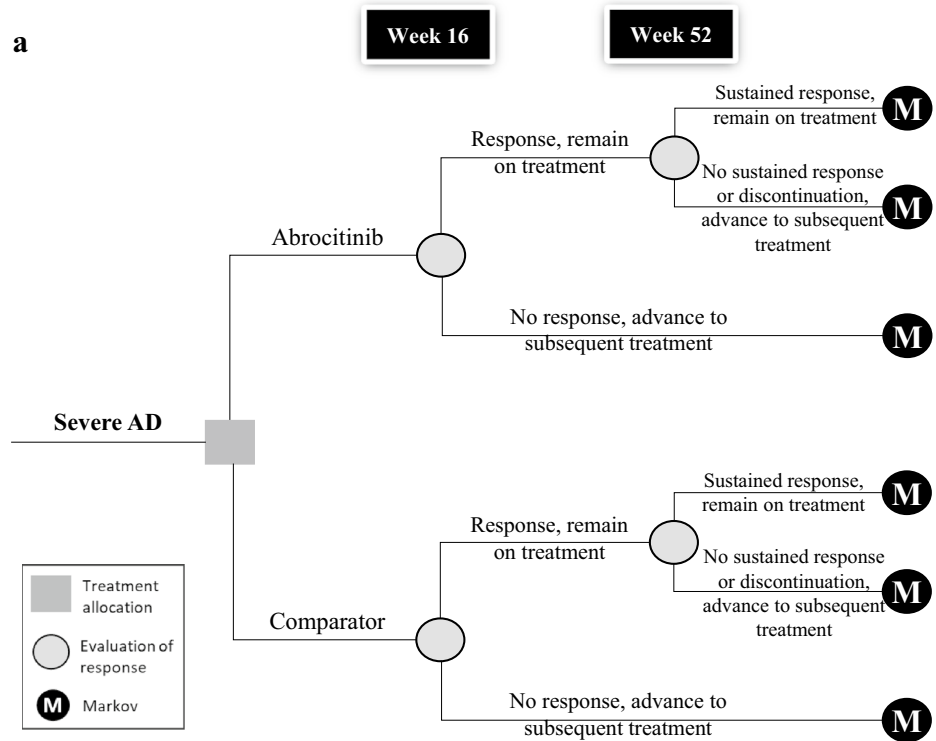 a
Week 16
Week 52
Sustained response,
remain on treatment
M
Response, remain
on treatment
No sustained response
or discontinuation,
advance to subsequent
treatment
M
Abrocitinib
No response, advance to
subsequent treatment
M
Severe AD
Sustained response,
remain on treatment
M
Response, remain
on treatment
No sustained response
or discontinuation,
advance to subsequent
treatment
M
Comparator
No response, advance to
subsequent treatment
M
Treatment
allocation
Evaluation of
response
M Markov